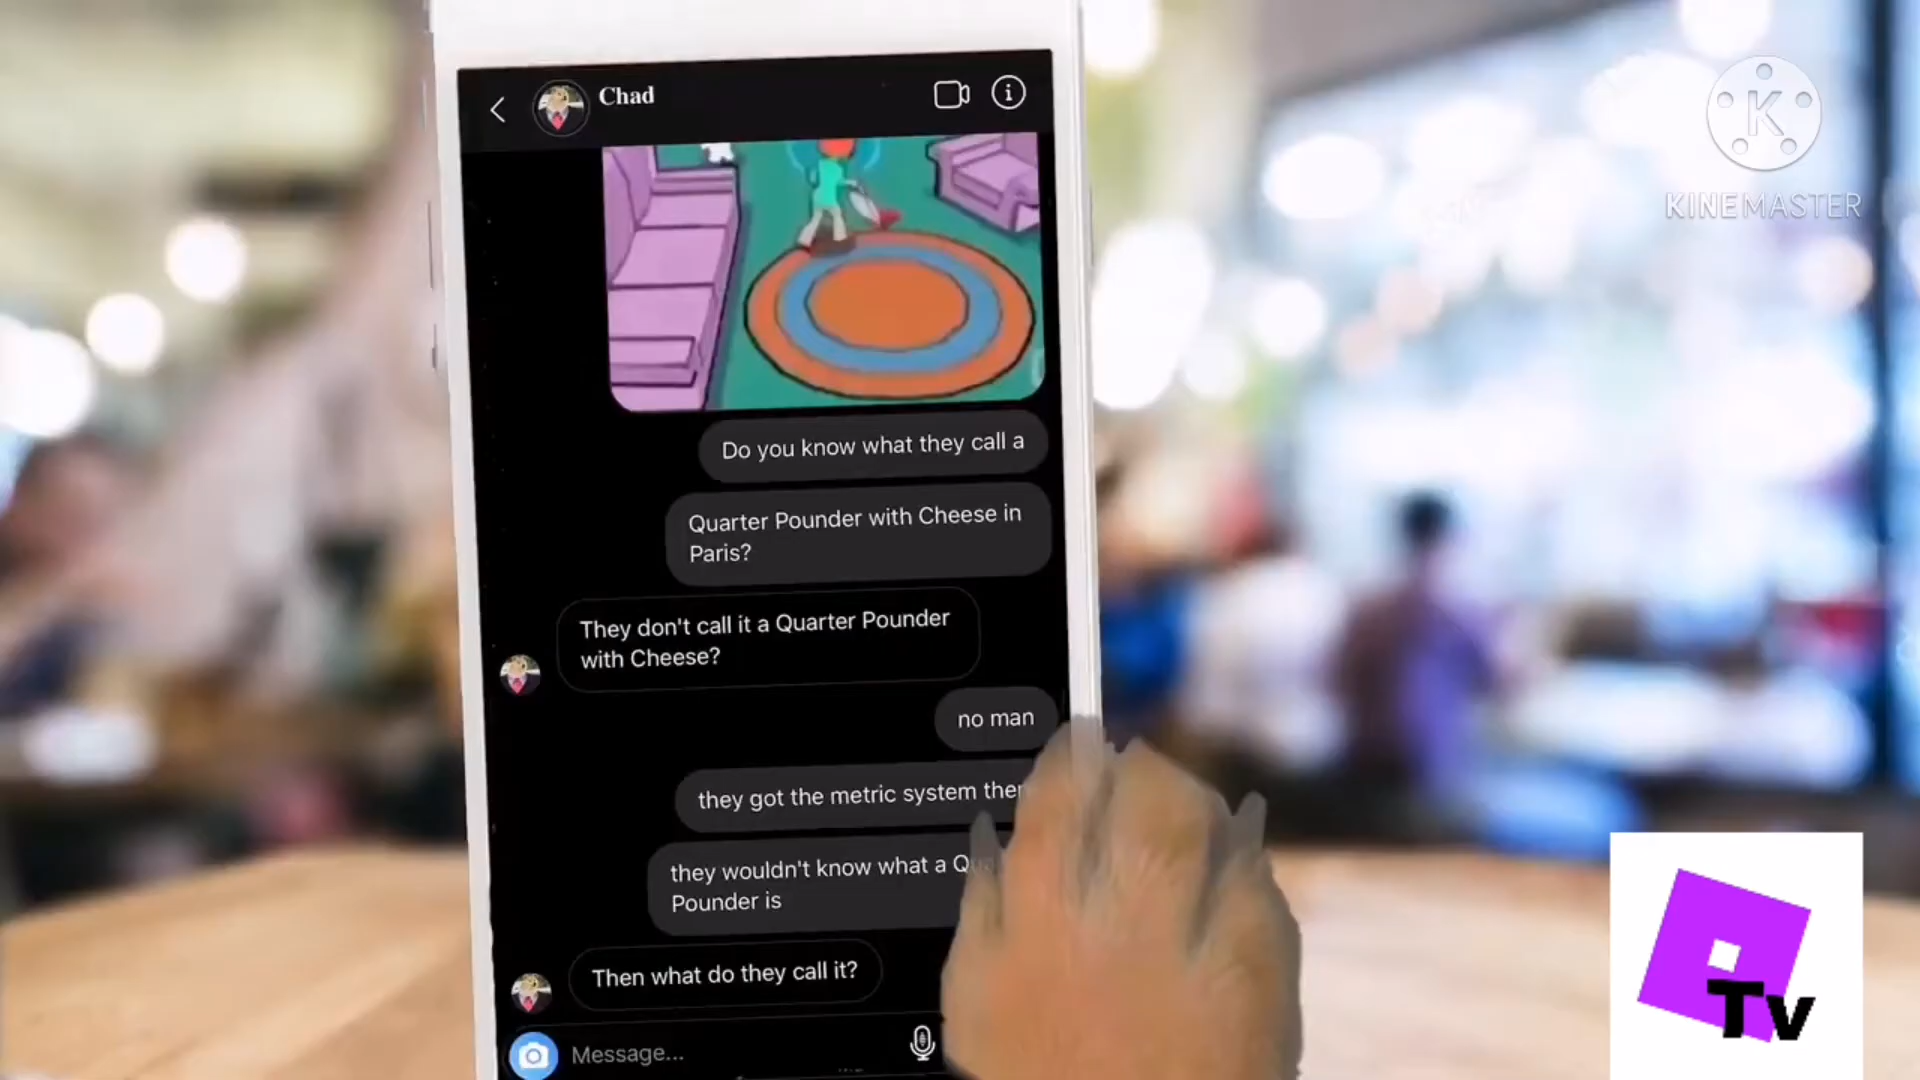 Chad
KINEMASTER
Do you know what they call a
Quarter Pounder with Cheese in
Paris?
They don't call it a Quarter Pounder
with Cheese?
no man
they got the metric system
they wouldn't know what a
Pounder is
Then what do they call it?
Message...
Tv